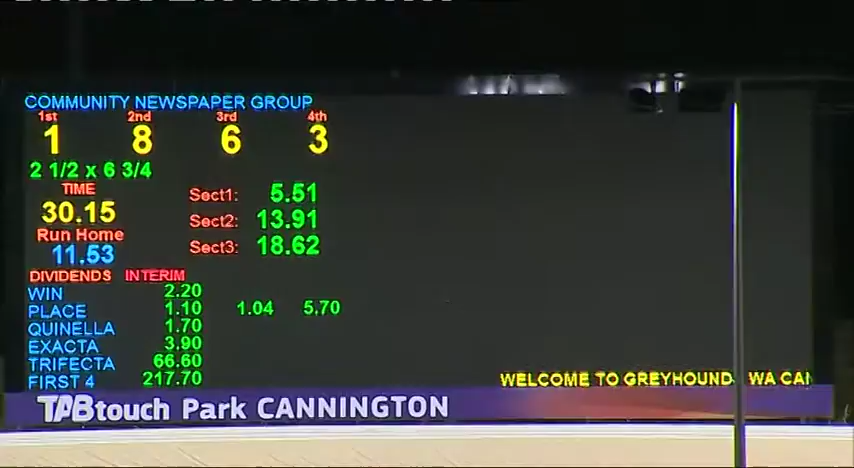 COMMUNITY NEWSPAPER GROUP
1st 2nd 3rd 4th
1 8 6 3
2 1/2 x 6 3/4
TIME
30.15
Run Home
11.53
Sect1: 5.51
Sect2: 13.91
Sect3: 18.62
DIVIDENDS INTERIM
WIN 2.20
PLACE 1.10 1.04 5.70
QUINELLA 1.70
EXACTA 3.90
TRIFECTA 66.60
FIRST 4 217.70
WELCOME TO GREYHOUNDS WA CAN
TABtouch Park CANNINGTON